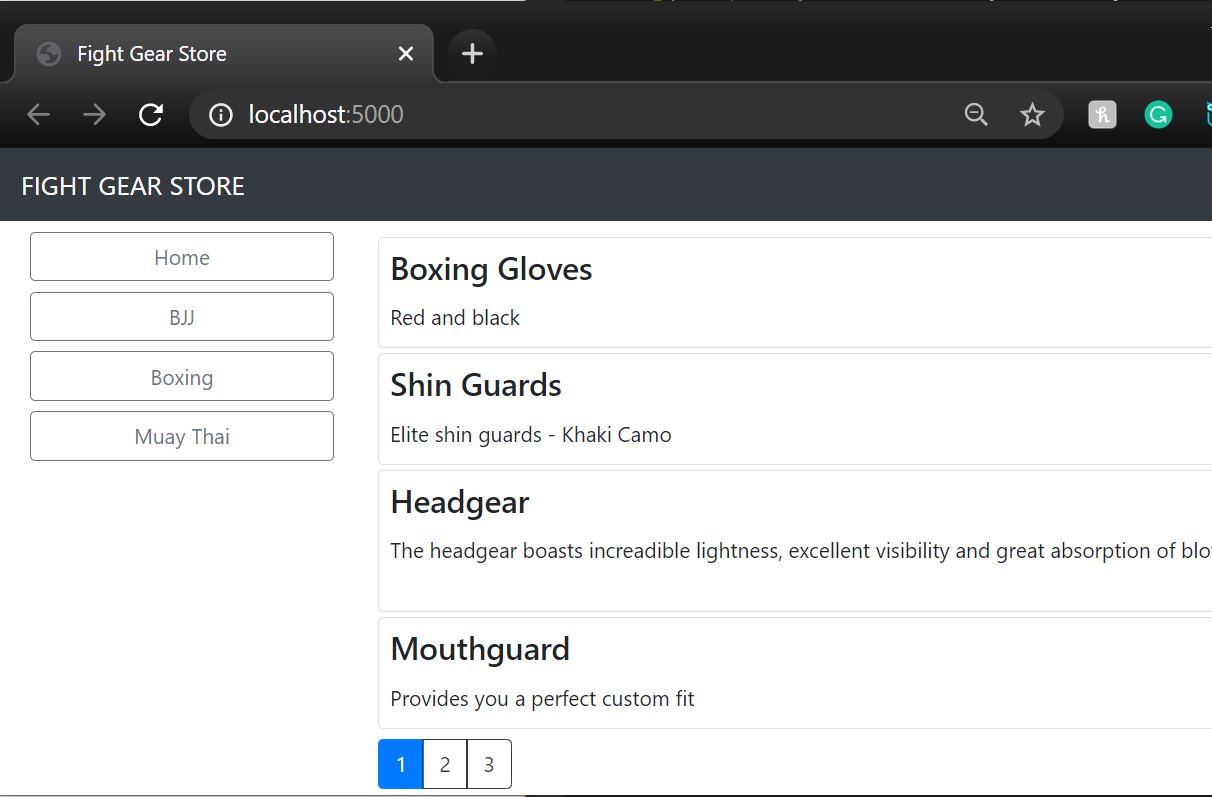 Fight Gear Store
localhost:5000
FIGHT GEAR STORE
Home
BJJ
Boxing
Muay Thai
Boxing Gloves
Red and black
Shin Guards
Elite shin guards - Khaki Camo
Headgear
The headgear boasts increadible lightness, excellent visibility and great absorption of
Mouthguard
Provides you a perfect custom fit
1 2 3